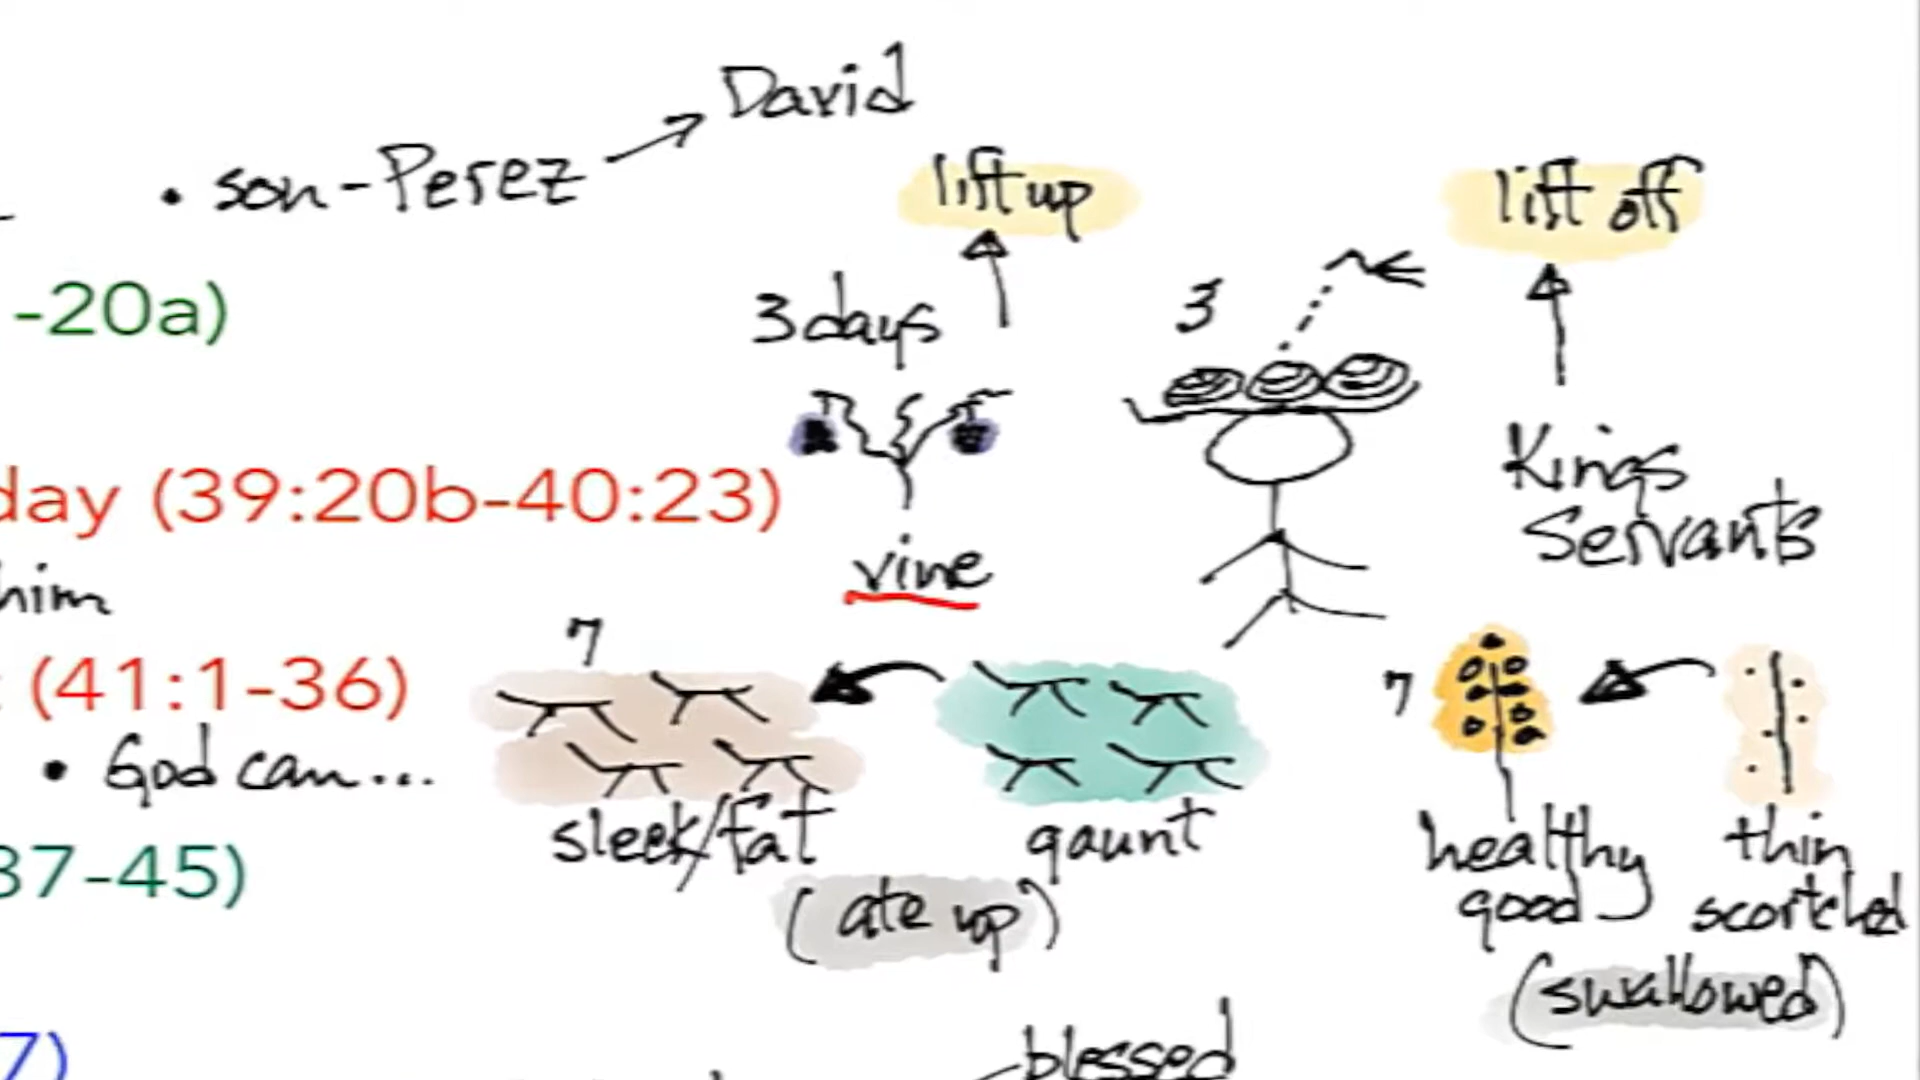 David
• son-Perez
lift up
lift off
-20a)
3 days
3
Kings
Servants
day (39:20b-40:23)
vine
him
7
7
(41:1-36)
• God can...
sleek/fat
gaunt
healthy
good
thin
scortched
37-45)
(ate up)
(swallowed)
7)
blessed